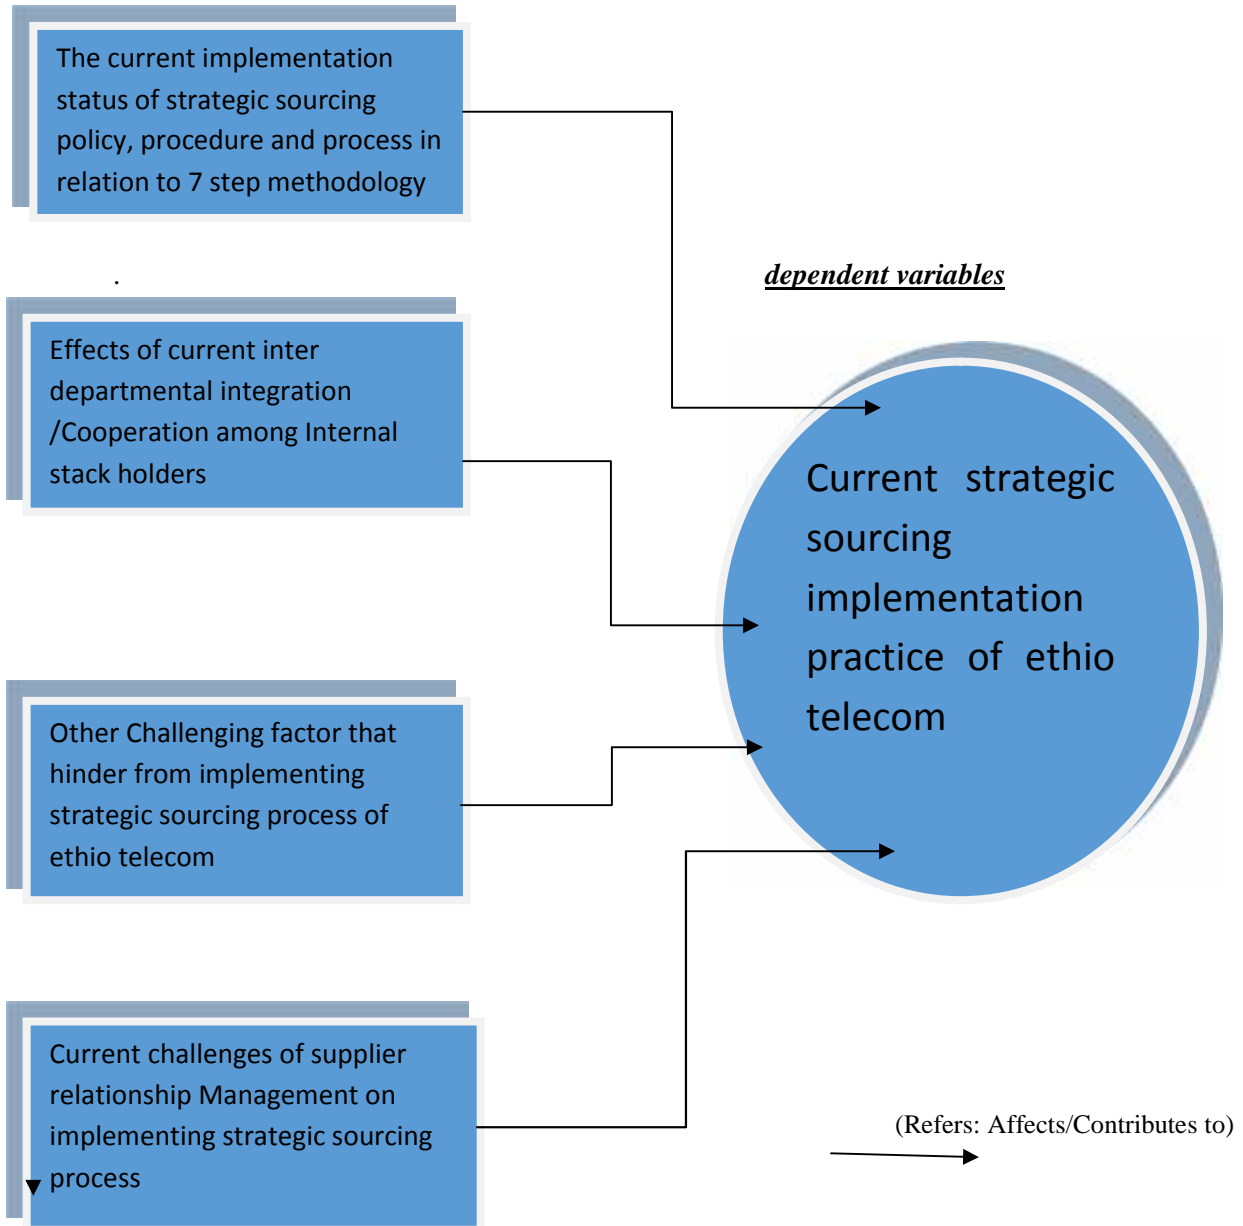 The current implementation
status of strategic sourcing
policy, procedure and process in
relation to 7 step methodology
.
dependent variables
Effects of current inter
departmental integration
/Cooperation among Internal
stack holders
Current strategic
sourcing
implementation
practice of ethio
telecom
Other Challenging factor that
hinder from implementing
strategic sourcing process of
ethio telecom
Current challenges of supplier
relationship Management on
implementing strategic sourcing
process
(Refers: Affects/Contributes to)